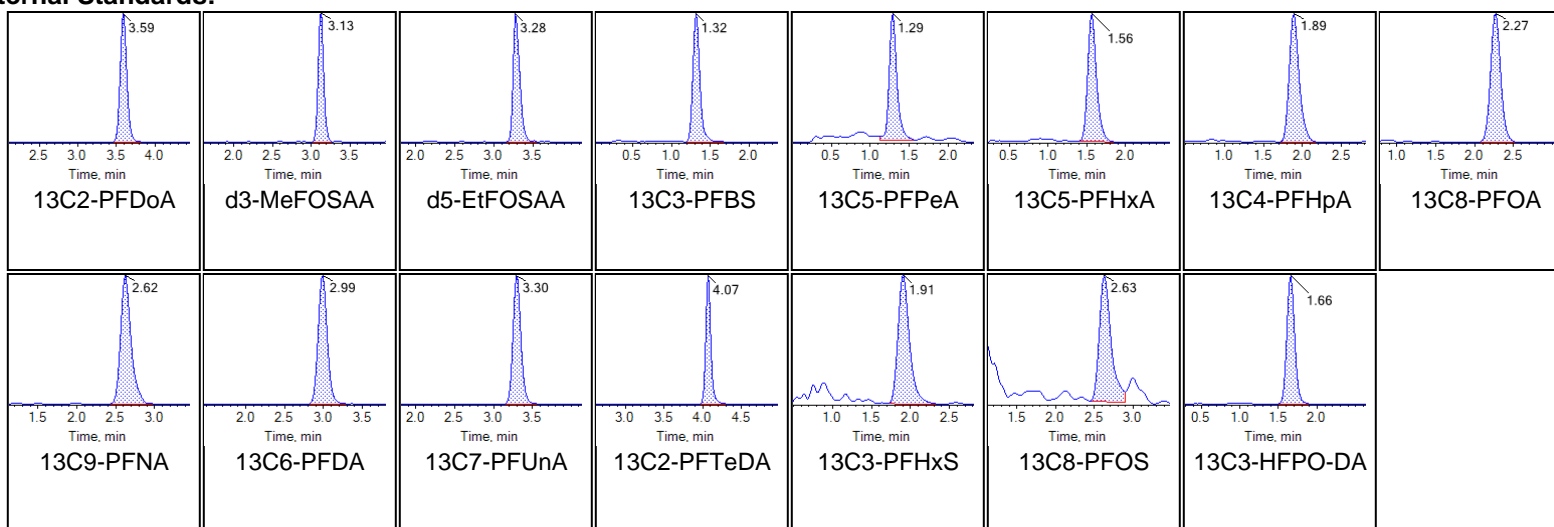 ternal Standards:
3.59 3.13 3.28 1.32 1.29 1.56 1.89 2.27
2.5 3.0 3.5 4.0 2.0 2.5 3.0 3.5 2.0 2.5 3.0 3.5 0.5 1.0 1.5 2.0 0.5 1.0 1.5 2.0 0.5 1.0 1.5 2.0 1.0 1.5 2.0 2.5 1.0 1.5 2.0 2.5
Time, min Time, min Time, min Time, min Time, min Time, min Time, min Time, min
13C2-PFDoA d3-MeFOSAA d5-EtFOSAA 13C3-PFBS 13C5-PFPeA 13C5-PFHxA 13C4-PFHpA 13C8-PFOA
2.62 2.99 3.30 4.07 1.91 2.63 1.66
1.5 2.0 2.5 3.0 2.0 2.5 3.0 3.5 2.0 2.5 3.0 3.5 3.0 3.5 4.0 4.5 1.0 1.5 2.0 2.5 1.5 2.0 2.5 3.0 0.5 1.0 1.5 2.0
Time, min Time, min Time, min Time, min Time, min Time, min Time, min
13C9-PFNA 13C6-PFDA 13C7-PFUnA 13C2-PFTeDA 13C3-PFHxS 13C8-PFOS 13C3-HFPO-DA